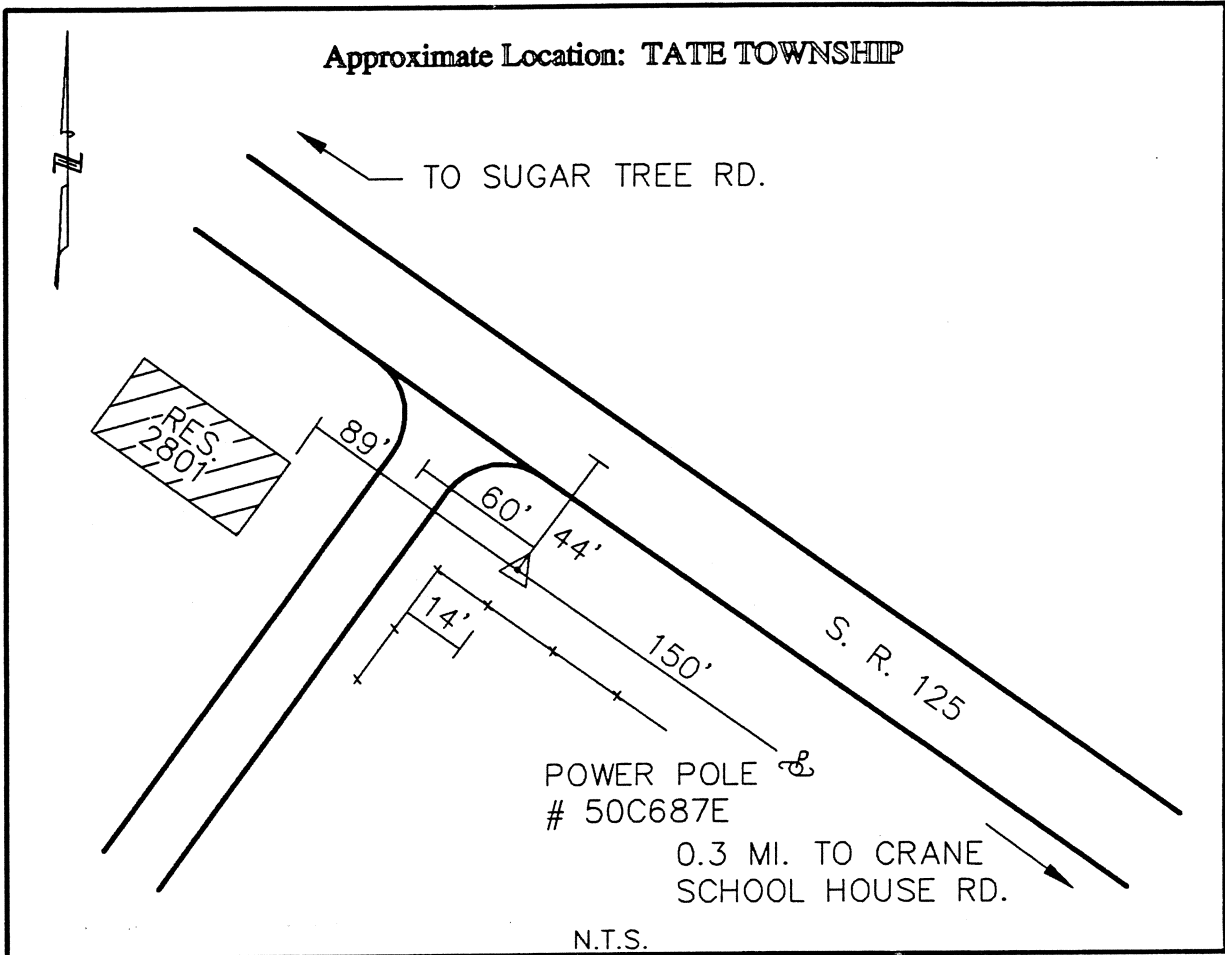 Approximate Location: TATE TOWNSHIP
N
TO SUGAR TREE RD.
RES.
2801
89'
60'
44'
14'
150'
S. R. 125
POWER POLE
# 50C687E
0.3 MI. TO CRANE
SCHOOL HOUSE RD.
N.T.S.